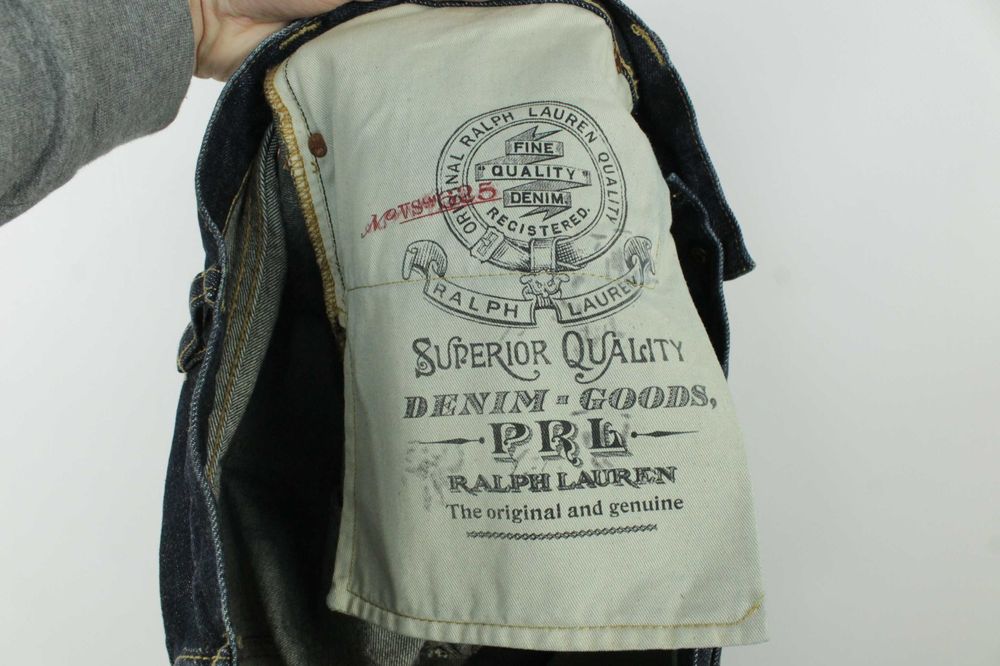 ORIGINAL RALPH LAUREN QUALITY
FINE
"QUALITY"
DENIM
REGISTERED.
RALPH LAUREN
SUPERIOR QUALITY
DENIM = GOODS,
PRL
RALPH LAUREN
The original and genuine